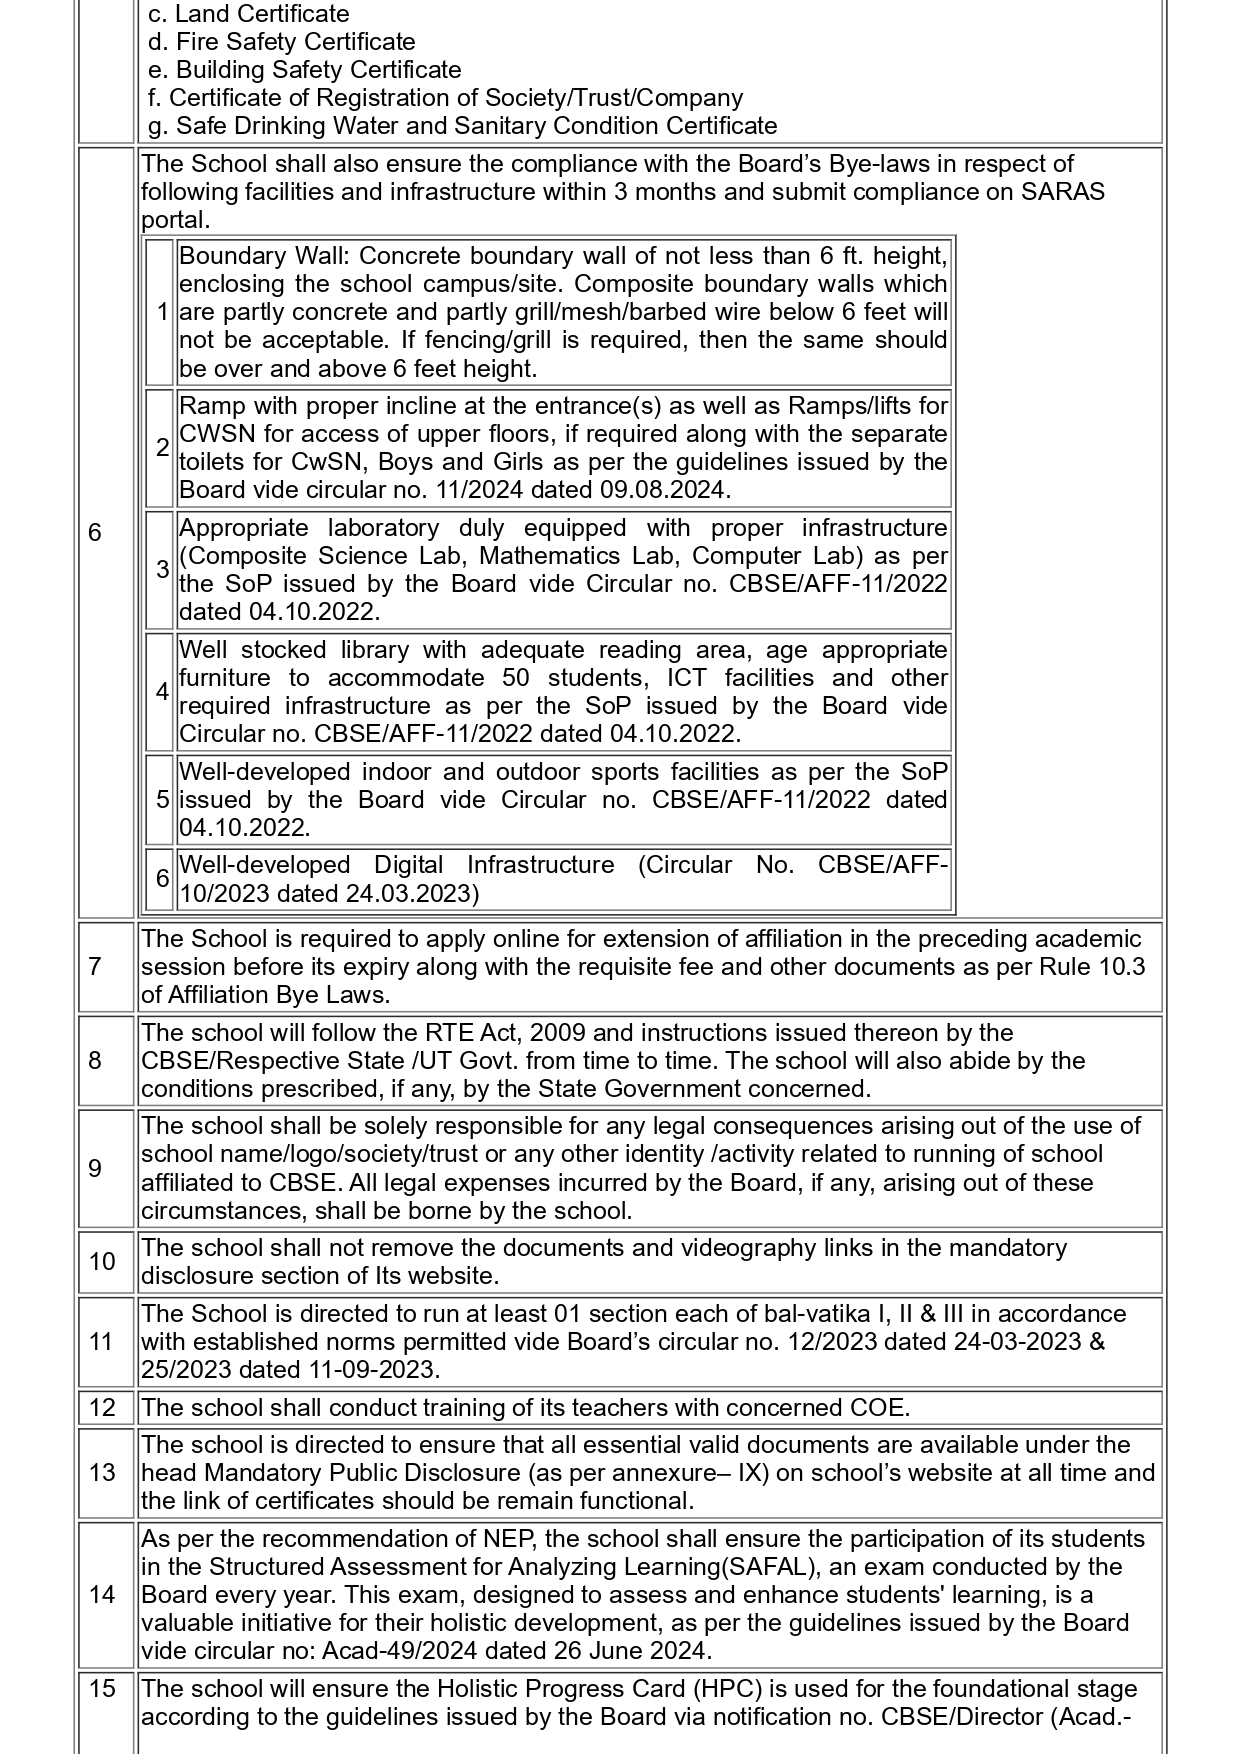 c. Land Certificate
d. Fire Safety Certificate
e. Building Safety Certificate
f. Certificate of Registration of Society/Trust/Company
g. Safe Drinking Water and Sanitary Condition Certificate
6
The School shall also ensure the compliance with the Board’s Bye-laws in respect of
following facilities and infrastructure within 3 months and submit compliance on SARAS
portal.
1
Boundary Wall: Concrete boundary wall of not less than 6 ft. height,
enclosing the school campus/site. Composite boundary walls which
are partly concrete and partly grill/mesh/barbed wire below 6 feet will
not be acceptable. If fencing/grill is required, then the same should
be over and above 6 feet height.
2
Ramp with proper incline at the entrance(s) as well as Ramps/lifts for
CWSN for access of upper floors, if required along with the separate
toilets for CwSN, Boys and Girls as per the guidelines issued by the
Board vide circular no. 11/2024 dated 09.08.2024.
3
Appropriate laboratory duly equipped with proper infrastructure
(Composite Science Lab, Mathematics Lab, Computer Lab) as per
the SoP issued by the Board vide Circular no. CBSE/AFF-11/2022
dated 04.10.2022.
4
Well stocked library with adequate reading area, age appropriate
furniture to accommodate 50 students, ICT facilities and other
required infrastructure as per the SoP issued by the Board vide
Circular no. CBSE/AFF-11/2022 dated 04.10.2022.
5
Well-developed indoor and outdoor sports facilities as per the SoP
issued by the Board vide Circular no. CBSE/AFF-11/2022 dated
04.10.2022.
6
Well-developed Digital Infrastructure (Circular No. CBSE/AFF-
10/2023 dated 24.03.2023)
7
The School is required to apply online for extension of affiliation in the preceding academic
session before its expiry along with the requisite fee and other documents as per Rule 10.3
of Affiliation Bye Laws.
8
The school will follow the RTE Act, 2009 and instructions issued thereon by the
CBSE/Respective State /UT Govt. from time to time. The school will also abide by the
conditions prescribed, if any, by the State Government concerned.
9
The school shall be solely responsible for any legal consequences arising out of the use of
school name/logo/society/trust or any other identity /activity related to running of school
affiliated to CBSE. All legal expenses incurred by the Board, if any, arising out of these
circumstances, shall be borne by the school.
10
The school shall not remove the documents and videography links in the mandatory
disclosure section of Its website.
11
The School is directed to run at least 01 section each of bal-vatika I, II & III in accordance
with established norms permitted vide Board’s circular no. 12/2023 dated 24-03-2023 &
25/2023 dated 11-09-2023.
12
The school shall conduct training of its teachers with concerned COE.
13
The school is directed to ensure that all essential valid documents are available under the
head Mandatory Public Disclosure (as per annexure– IX) on school’s website at all time and
the link of certificates should be remain functional.
14
As per the recommendation of NEP, the school shall ensure the participation of its students
in the Structured Assessment for Analyzing Learning(SAFAL), an exam conducted by the
Board every year. This exam, designed to assess and enhance students' learning, is a
valuable initiative for their holistic development, as per the guidelines issued by the Board
vide circular no: Acad-49/2024 dated 26 June 2024.
15
The school will ensure the Holistic Progress Card (HPC) is used for the foundational stage
according to the guidelines issued by the Board via notification no. CBSE/Director (Acad.-